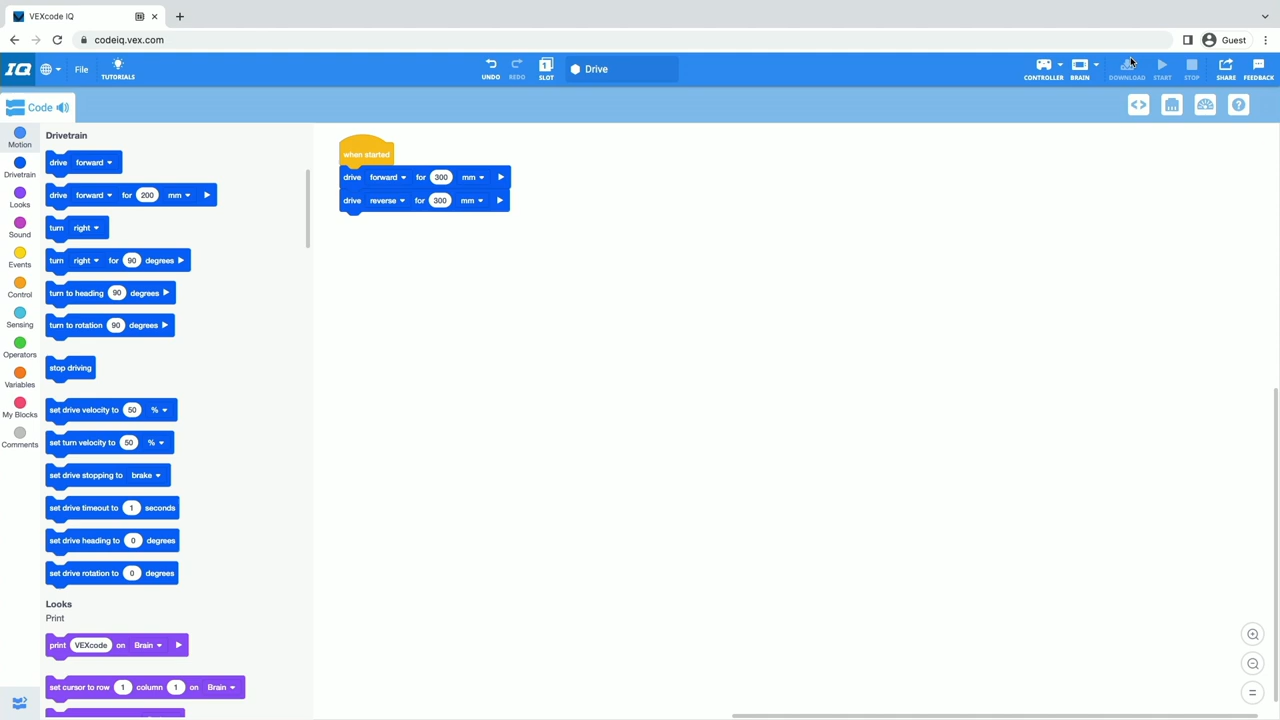 VEXcode IQ
codeiq.vex.com
Guest
IQ
File
TUTORIALS
UNDO
REDO
1
SLOT
Drive
CONTROLLER
BRAIN
DOWNLOAD
START
STOP
SHARE
FEEDBACK
Code
Motion
Drivetrain
Looks
Sound
Events
Control
Sensing
Operators
Variables
My Blocks
Comments
Drivetrain
drive forward
drive forward for 200 mm
turn right
turn right for 90 degrees
turn to heading 90 degrees
turn to rotation 90 degrees
stop driving
set drive velocity to 50 %
set turn velocity to 50 %
set drive stopping to brake
set drive timeout to 1 seconds
set drive heading to 0 degrees
set drive rotation to 0 degrees
Looks
Print
print VEXcode on Brain
set cursor to row 1 column 1 on Brain
when started
drive forward for 300 mm
drive reverse for 300 mm